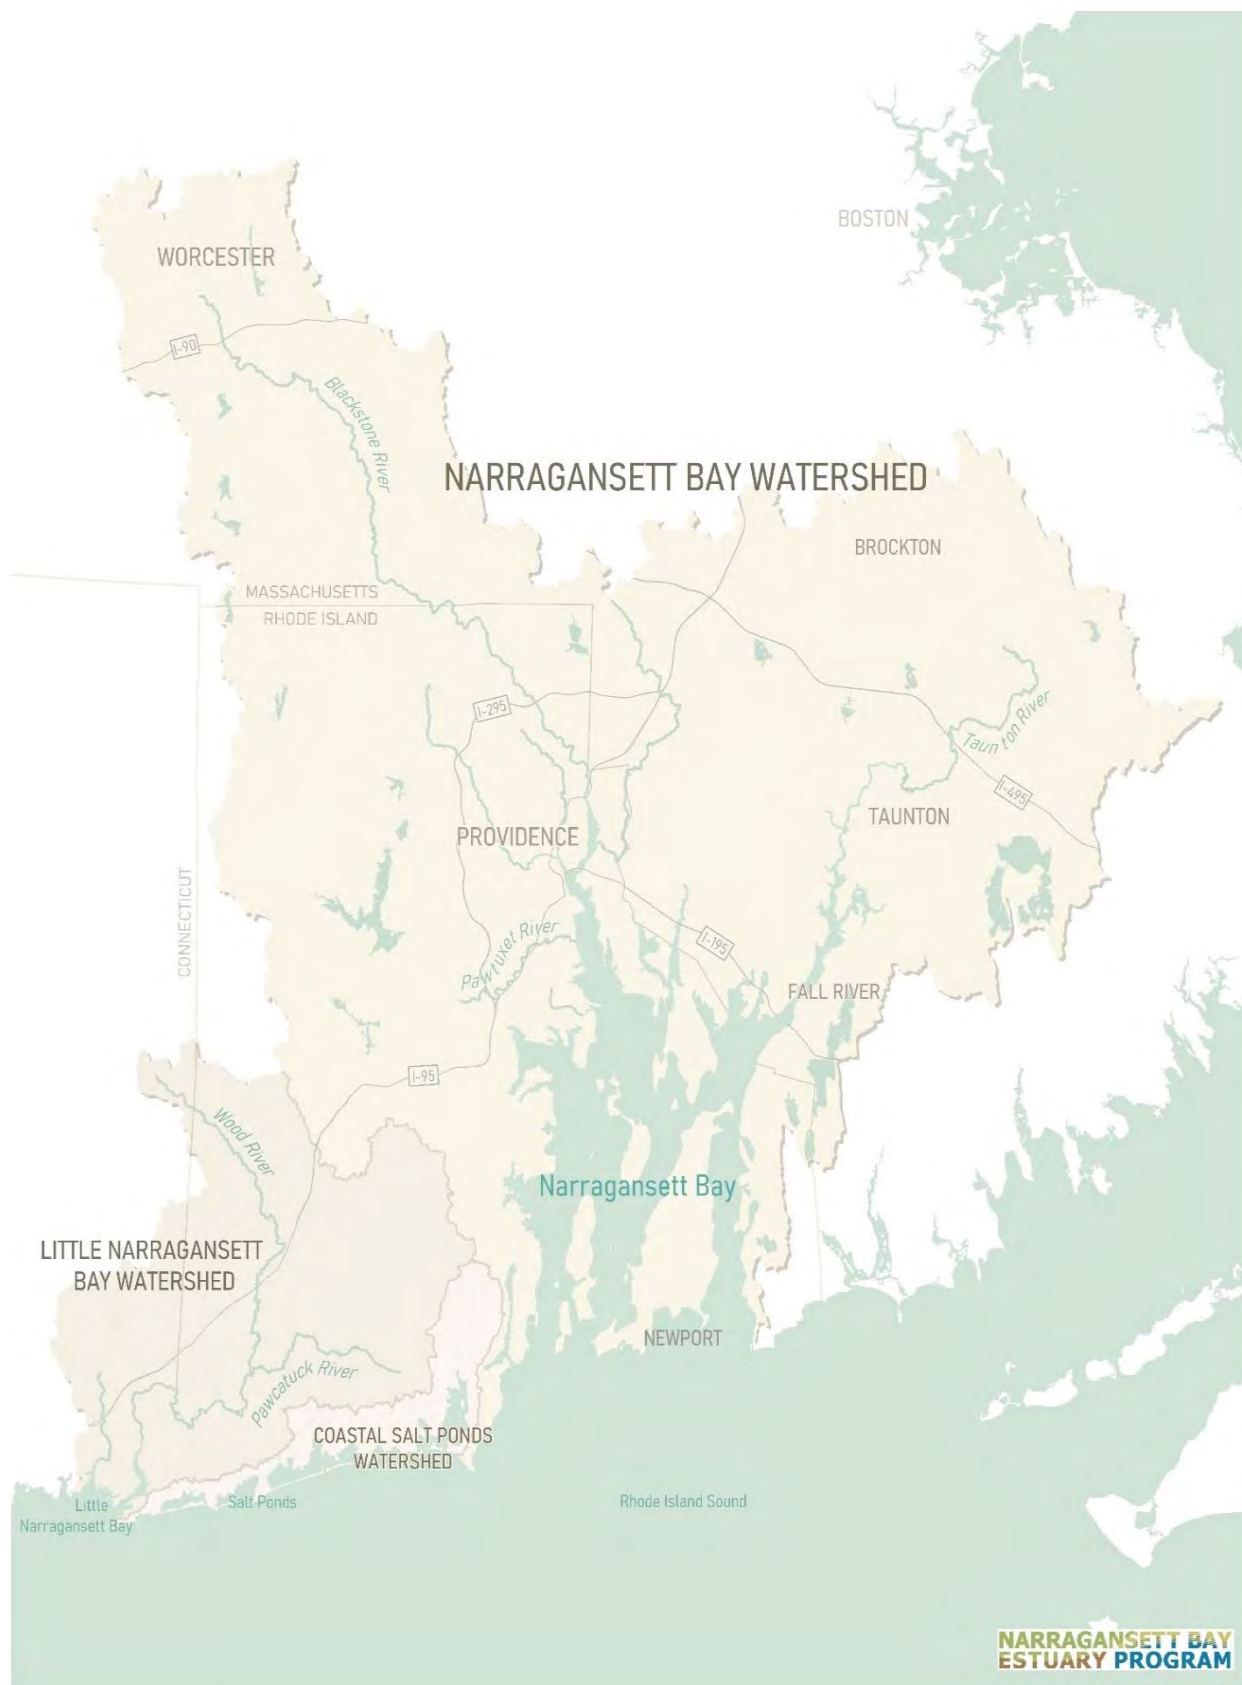 BOSTON
WORCESTER
I-90
Blackstone River
NARRAGANSETT BAY WATERSHED
BROCKTON
MASSACHUSETTS
RHODE ISLAND
I-295
Taunton River
I-495
PROVIDENCE
TAUNTON
CONNECTICUT
Pawtuxet River
I-195
FALL RIVER
I-95
Wood River
Narragansett Bay
LITTLE NARRAGANSETT
BAY WATERSHED
NEWPORT
Pawcatuck River
COASTAL SALT PONDS
WATERSHED
Little
Narragansett Bay
Salt Ponds
Rhode Island Sound
NARRAGANSETT BAY
ESTUARY PROGRAM